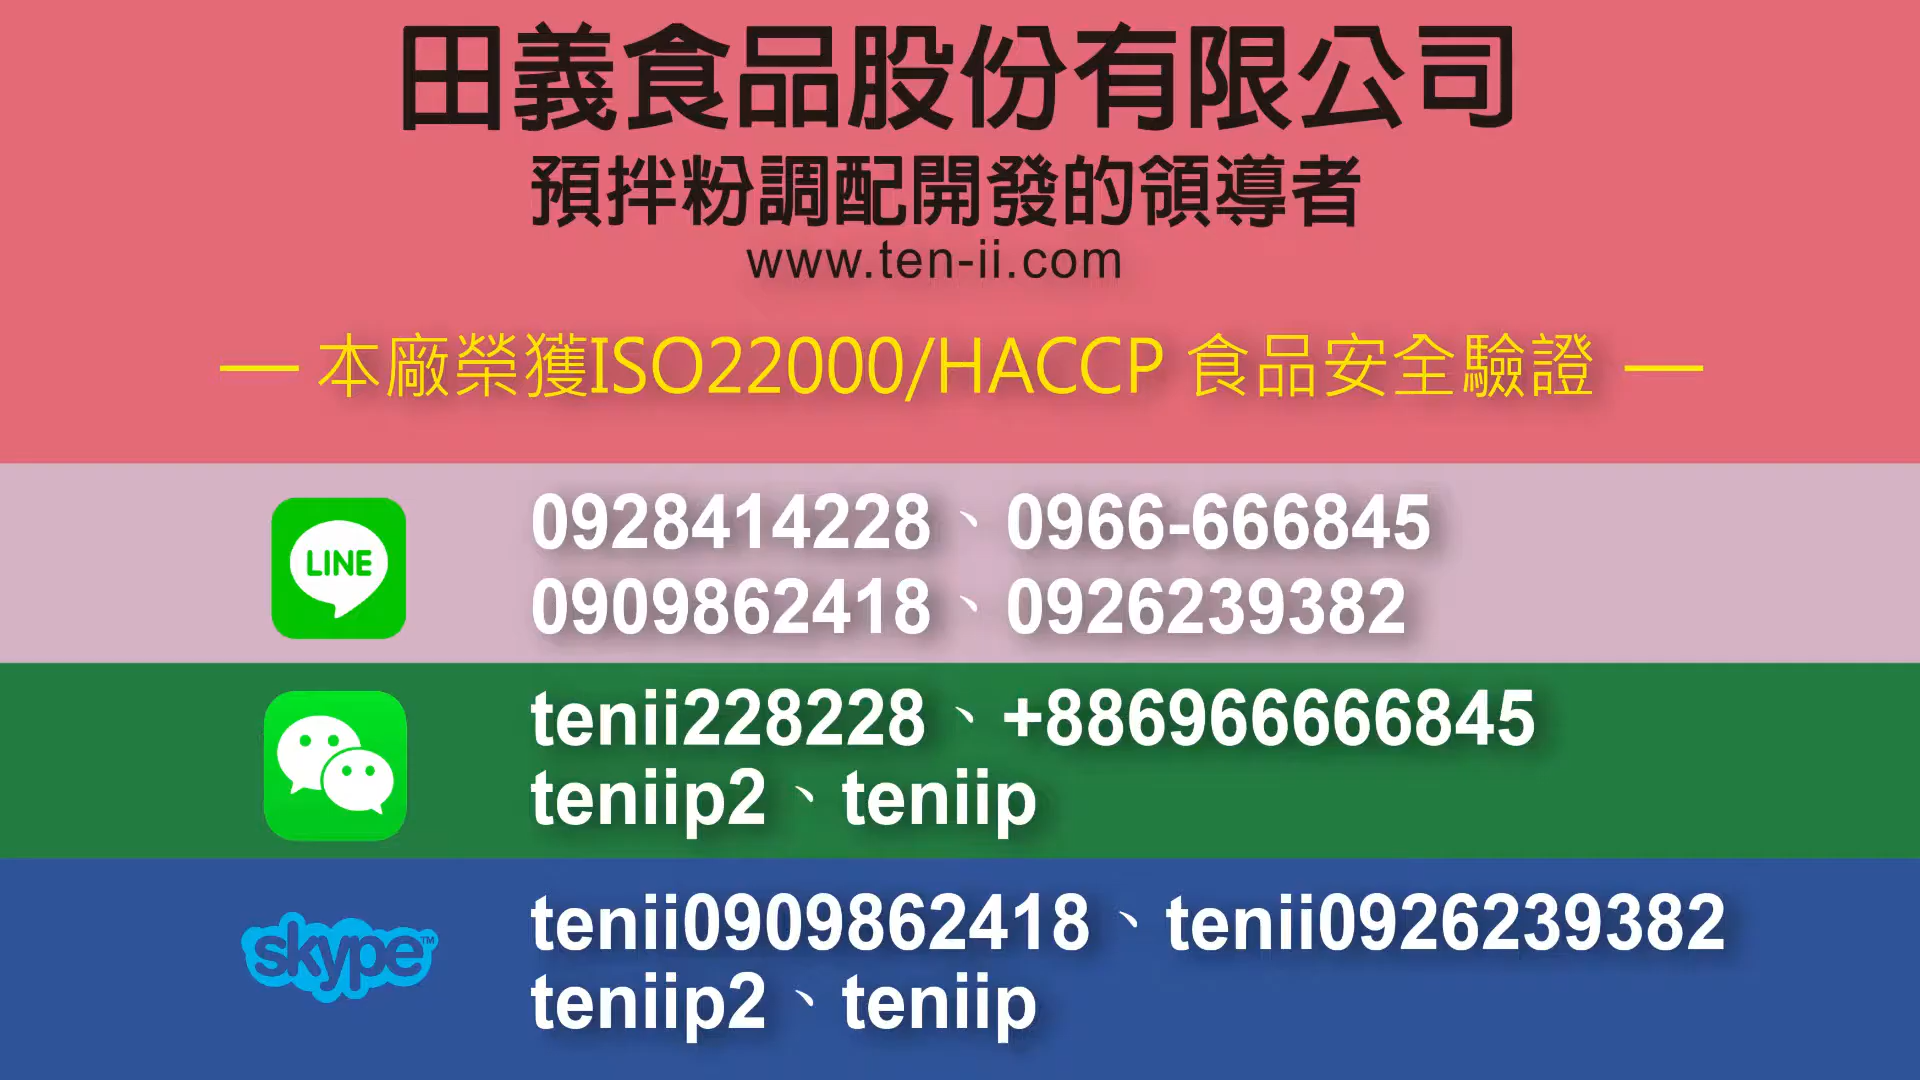 田義食品股份有限公司
預拌粉調配開發的領導者
www.ten-ii.com
— 本廠榮獲ISO22000/HACCP 食品安全驗證 —
LINE
0928414228、0966-666845
0909862418、0926239382
tenii228228、+886966666845
teniip2、teniip
skype™
tenii0909862418、tenii0926239382
teniip2、teniip